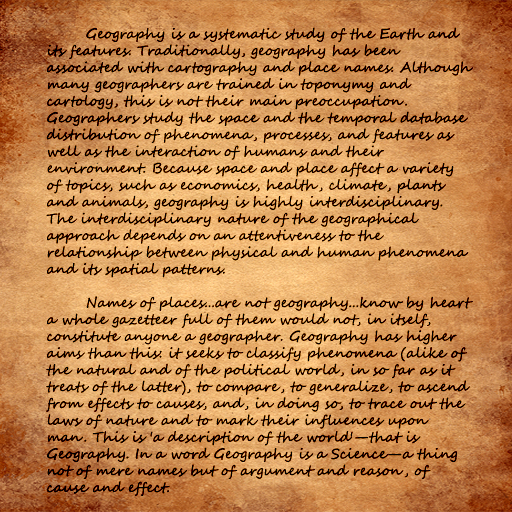 Geography is a systematic study of the Earth and
its features. Traditionally, geography has been
associated with cartography and place names. Although
many geographers are trained in toponymy and
cartology, this is not their main preoccupation.
Geographers study the space and the temporal database
distribution of phenomena, processes, and features as
well as the interaction of humans and their
environment. Because space and place affect a variety
of topics, such as economics, health, climate, plants
and animals, geography is highly interdisciplinary.
The interdisciplinary nature of the geographical
approach depends on an attentiveness to the
relationship between physical and human phenomena
and its spatial patterns.
Names of places...are not geography...know by heart
a whole gazetteer full of them would not, in itself,
constitute anyone a geographer. Geography has higher
aims than this: it seeks to classify phenomena (alike of
the natural and of the political world, in so far as it
treats of the latter), to compare, to generalize, to ascend
from effects to causes, and, in doing so, to trace out the
laws of nature and to mark their influences upon
man. This is 'a description of the world'—that is
Geography. In a word Geography is a Science—a thing
not of mere names but of argument and reason, of
cause and effect.